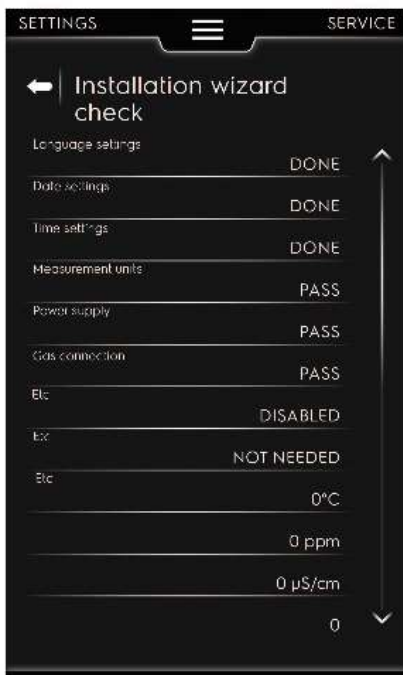 SETTINGS SERVICE
Installation wizard
check
Language settings
DONE
Date settings
DONE
Time settings
DONE
Measurement units
PASS
Power supply
PASS
Gas connection
PASS
Etc
DISABLED
Etc
NOT NEEDED
Etc
0°C
0 ppm
0 µS/cm
0